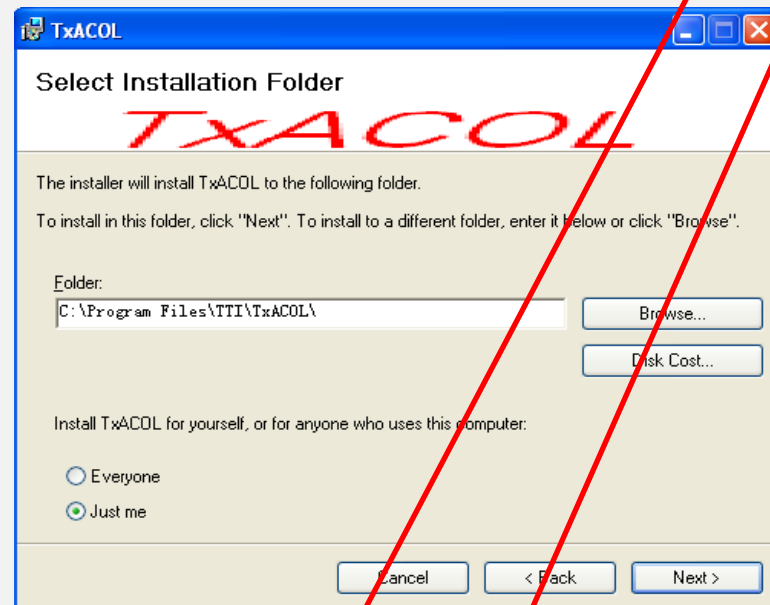 TxACOL
Select Installation Folder
TxACOL
The installer will install TxACOL to the following folder.
To install in this folder, click "Next". To install to a different folder, enter it below or click "Browse".
Folder:
C:\Program Files\TTI\TxACOL\
Browse...
Disk Cost...
Install TxACOL for yourself, or for anyone who uses this computer:
Everyone
Just me
Cancel
< Back
Next >